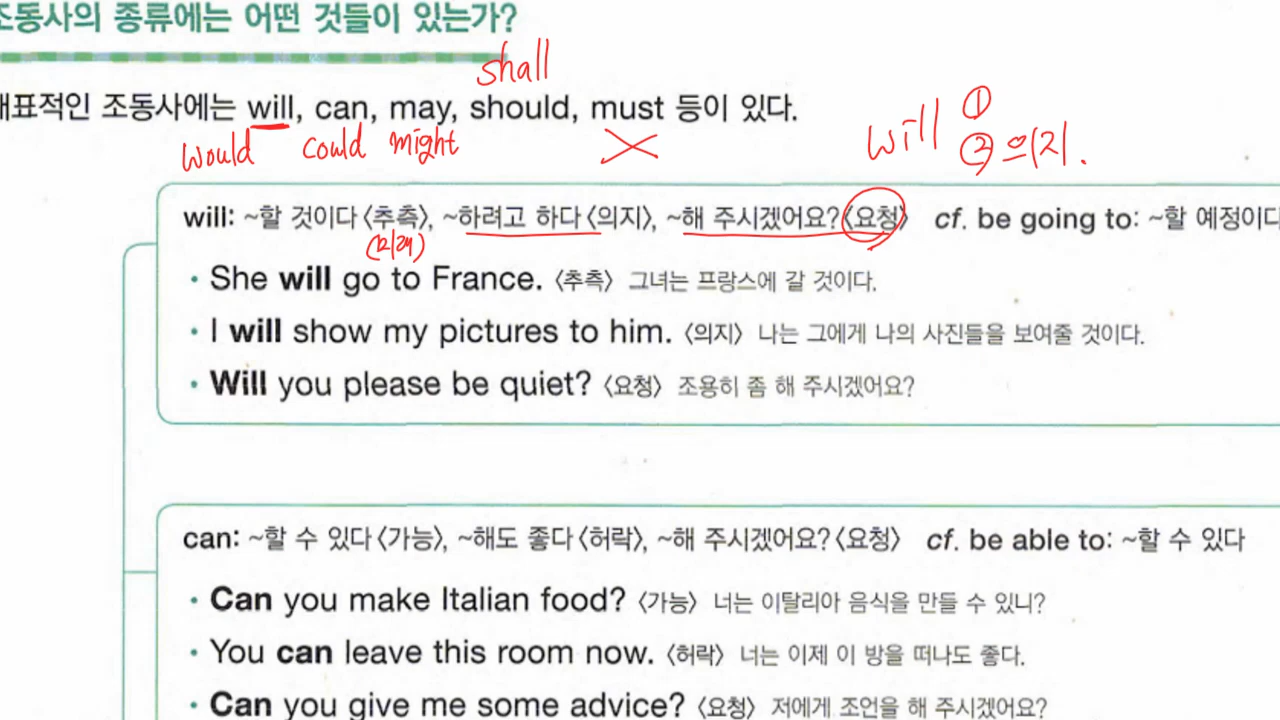 조동사의 종류에는 어떤 것들이 있는가?
shall
대표적인 조동사에는 will, can, may, should, must 등이 있다.
would could might
will ①
② 의지.
will: ~할 것이다〈추측〉, ~하려고 하다〈의지〉, ~해 주시겠어요?〈요청〉 cf. be going to: ~할 예정이다
(미래)
• She will go to France. 〈추측〉 그녀는 프랑스에 갈 것이다.
• I will show my pictures to him. 〈의지〉 나는 그에게 나의 사진들을 보여줄 것이다.
• Will you please be quiet? 〈요청〉 조용히 좀 해 주시겠어요?
can: ~할 수 있다〈가능〉, ~해도 좋다〈허락〉, ~해 주시겠어요?〈요청〉 cf. be able to: ~할 수 있다
• Can you make Italian food? 〈가능〉 너는 이탈리아 음식을 만들 수 있니?
• You can leave this room now. 〈허락〉 너는 이제 이 방을 떠나도 좋다.
• Can you give me some advice? 〈요청〉 저에게 조언을 해 주시겠어요?